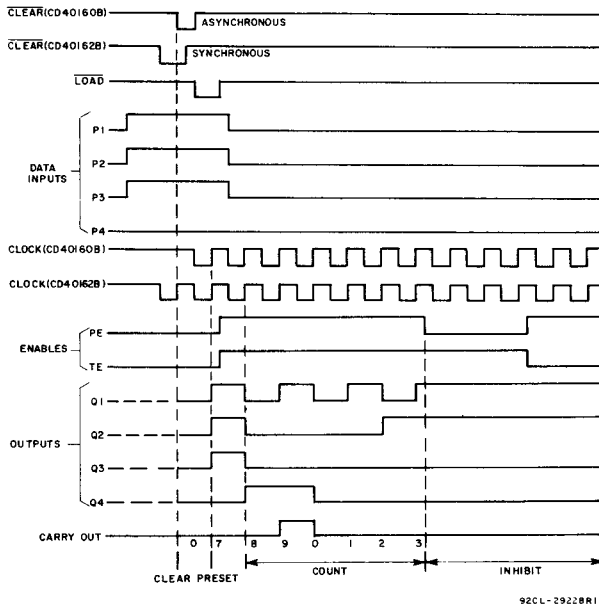 CLEAR(CD40160B)
ASYNCHRONOUS
CLEAR(CD40162B)
SYNCHRONOUS
LOAD
DATA
INPUTS
P1
P2
P3
P4
CLOCK(CD40160B)
CLOCK(CD40162B)
ENABLES
PE
TE
OUTPUTS
Q1
Q2
Q3
Q4
CARRY OUT
0 7 8 9 0 1 2 3
CLEAR PRESET
COUNT
INHIBIT
92CL-29228R1